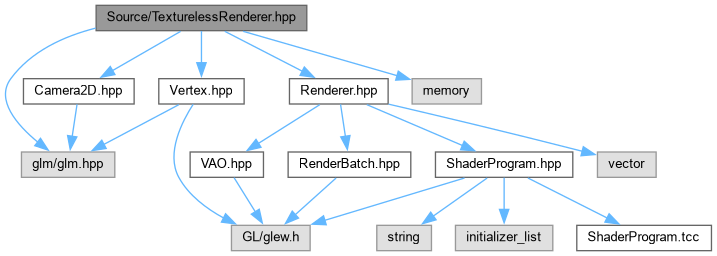 Source/TexturelessRenderer.hpp
Camera2D.hpp
Vertex.hpp
Renderer.hpp
memory
glm/glm.hpp
VAO.hpp
RenderBatch.hpp
ShaderProgram.hpp
vector
GL/glew.h
string
initializer_list
ShaderProgram.tcc